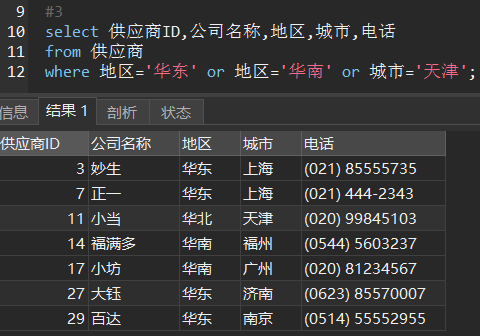 9 #3
10 select 供应商ID,公司名称,地区,城市,电话
11 from 供应商
12 where 地区='华东' or 地区='华南' or 城市='天津';
信息 结果 1 剖析 状态
供应商ID 公司名称 地区 城市 电话
3 妙生 华东 上海 (021) 85555735
7 正一 华东 上海 (021) 444-2343
11 小当 华北 天津 (020) 99845103
14 福满多 华南 福州 (0544) 5603237
17 小坊 华南 广州 (020) 81234567
27 大钰 华东 济南 (0623) 85570007
29 百达 华东 南京 (0514) 55552955